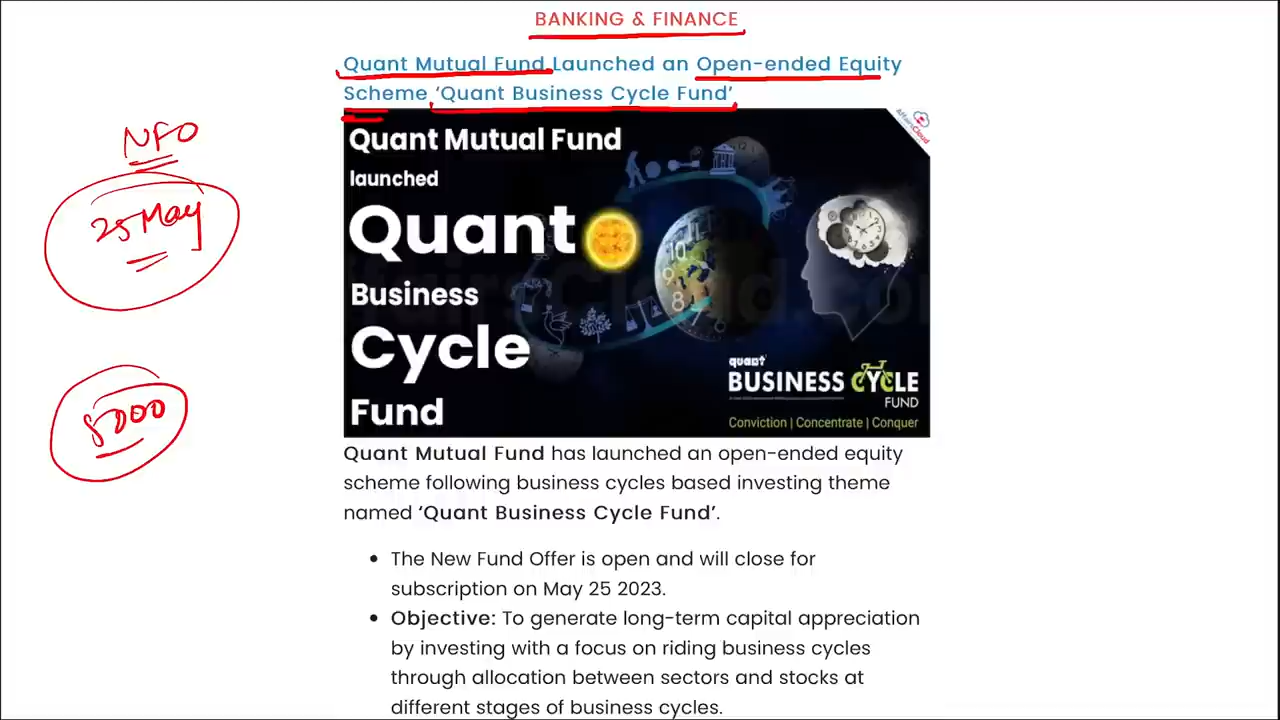 BANKING & FINANCE
Quant Mutual Fund Launched an Open-ended Equity
Scheme ‘Quant Business Cycle Fund’
NFO
25 May
5000
AffairsCloud
Quant Mutual Fund
launched
Quant
Business
Cycle
Fund
quant
BUSINESS CYCLE
FUND
Conviction | Concentrate | Conquer
Quant Mutual Fund has launched an open-ended equity
scheme following business cycles based investing theme
named ‘Quant Business Cycle Fund’.
• The New Fund Offer is open and will close for
subscription on May 25 2023.
• Objective: To generate long-term capital appreciation
by investing with a focus on riding business cycles
through allocation between sectors and stocks at
different stages of business cycles.